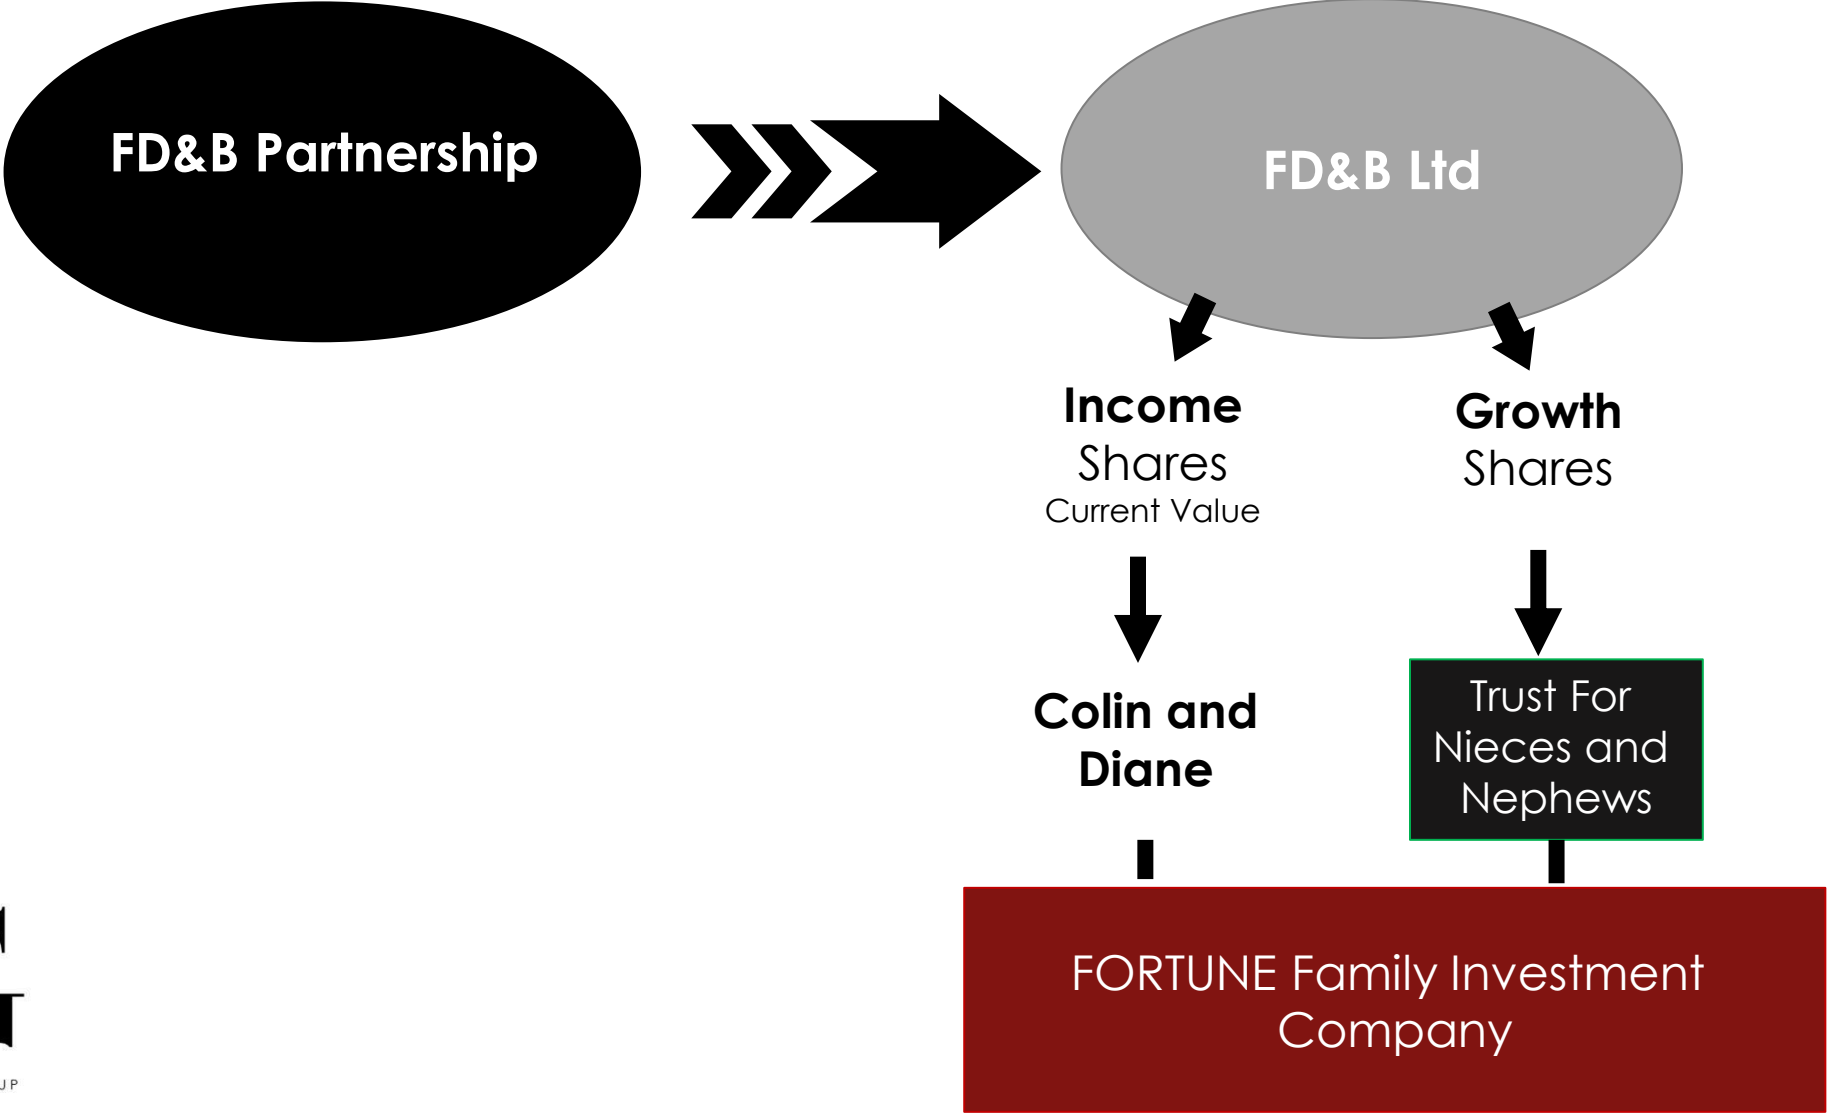 FD&B Partnership
FD&B Ltd
Income
Shares
Current Value
Growth
Shares
Colin and
Diane
Trust For
Nieces and
Nephews
FORTUNE Family Investment
Company